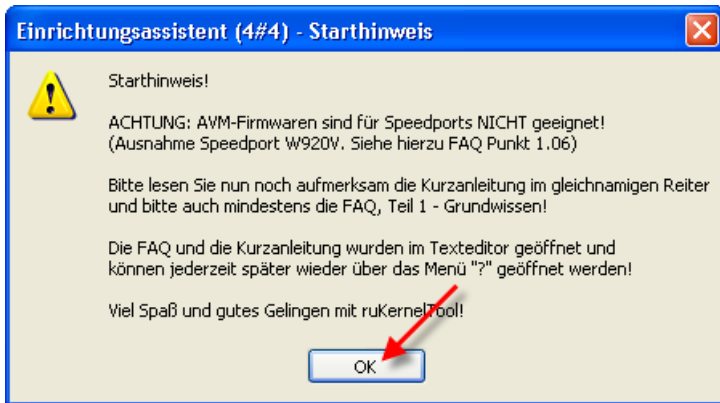 Einrichtungsassistent (4#4) - Starthinweis
Starthinweis!
ACHTUNG: AVM-Firmwaren sind für Speedports NICHT geeignet!
(Ausnahme Speedport W920V. Siehe hierzu FAQ Punkt 1.06)
Bitte lesen Sie nun noch aufmerksam die Kurzanleitung im gleichnamigen Reiter
und bitte auch mindestens die FAQ, Teil 1 - Grundwissen!
Die FAQ und die Kurzanleitung wurden im Texteditor geöffnet und
können jederzeit später wieder über das Menü "?" geöffnet werden!
Viel Spaß und gutes Gelingen mit ruKernelTool!
OK